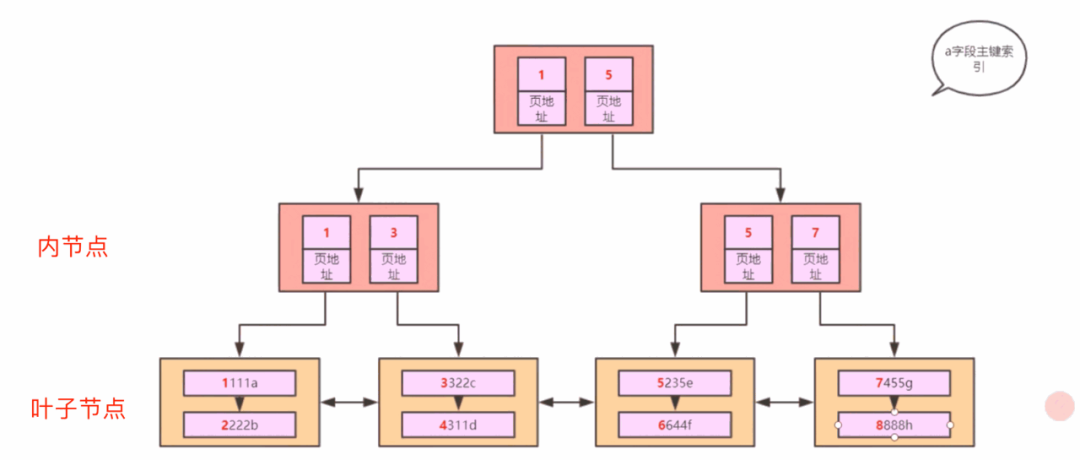 a字段主键索
引
1 5
页地 页地
址 址
内节点
1 3 5 7
页地 页地 页地 页地
址 址 址 址
叶子节点
1111a 3322c 5235e 7455g
2222b 4311d 6644f 8888h